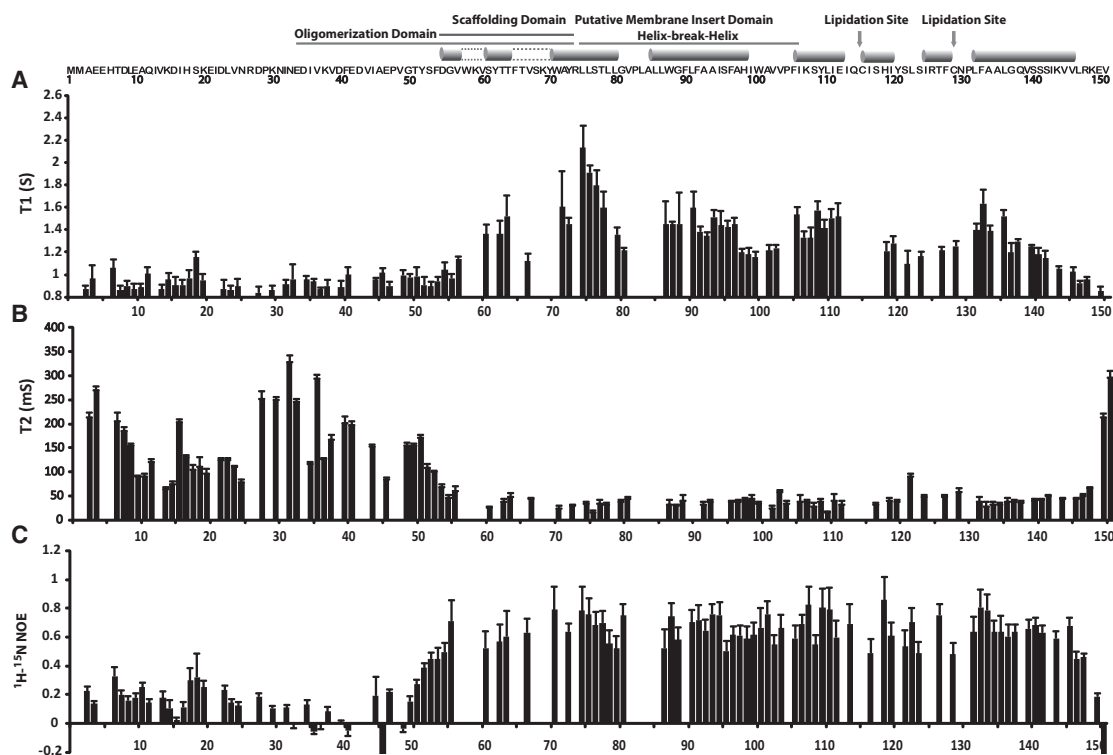 Scaffolding Domain Putative Membrane Insert Domain Lipidation Site Lipidation Site
Oligomerization Domain Helix-break-Helix
MMAEEHTDLEAQIVKDIHSKEIDLVNRDPKNINEDIVKVDFEDVIAEPVGTYSFDGVWKVSYTTFTVSKYWAYRLLSTLLGVPLALLWGFLFAAISFAHIWAVVPFIKSYLIEIQCISHIYSLSIRTFCNPLFAALGQVSSSIKVVLRKEV
1 10 20 30 40 50 60 70 80 90 100 110 120 130 140 150
A
2.6
2.4
2.2
2
1.8
1.6
1.4
1.2
1
0.8
T1 (S)
10 20 30 40 50 60 70 80 90 100 110 120 130 140 150
B
400
350
300
250
200
150
100
50
0
T2 (mS)
10 20 30 40 50 60 70 80 90 100 110 120 130 140 150
C
1.2
1
0.8
0.6
0.4
0.2
0
-0.2
¹H-¹⁵N NOE
10 20 30 40 50 60 70 80 90 100 110 120 130 140 150